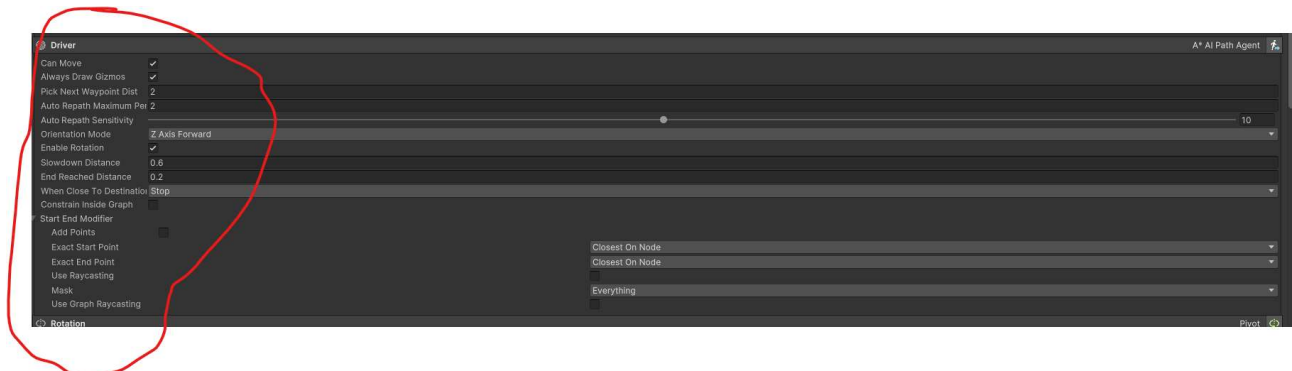 Driver A* AI Path Agent
Can Move
Always Draw Gizmos
Pick Next Waypoint Dist 2
Auto Repath Maximum Per 2
Auto Repath Sensitivity 10
Orientation Mode Z Axis Forward
Enable Rotation
Slowdown Distance 0.6
End Reached Distance 0.2
When Close To Destination Stop
Constrain Inside Graph
Start End Modifier
Add Points
Exact Start Point Closest On Node
Exact End Point Closest On Node
Use Raycasting
Mask Everything
Use Graph Raycasting
Rotation Pivot